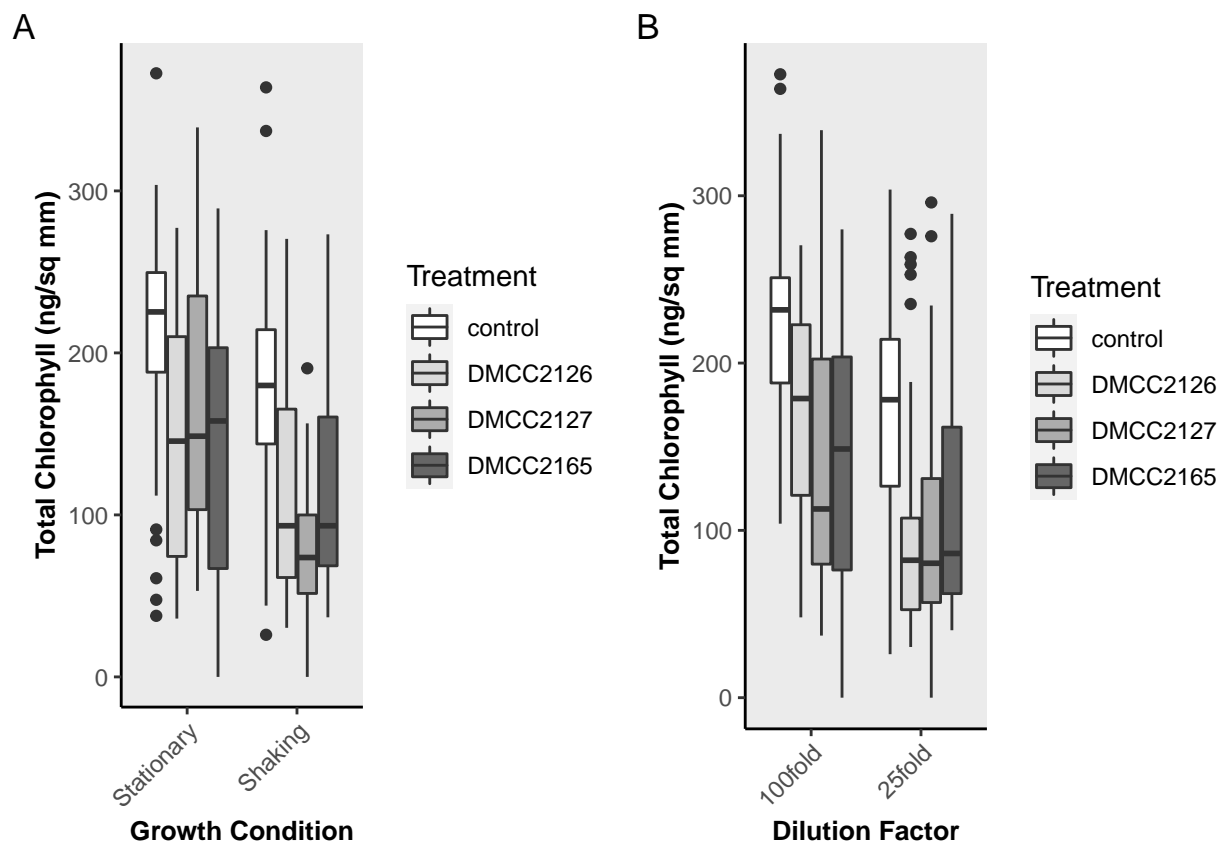 A
Total Chlorophyll (ng/sq mm)
300
200
100
0
Stationary
Shaking
Growth Condition
Treatment
control
DMCC2126
DMCC2127
DMCC2165
B
Total Chlorophyll (ng/sq mm)
300
200
100
0
100fold
25fold
Dilution Factor
Treatment
control
DMCC2126
DMCC2127
DMCC2165